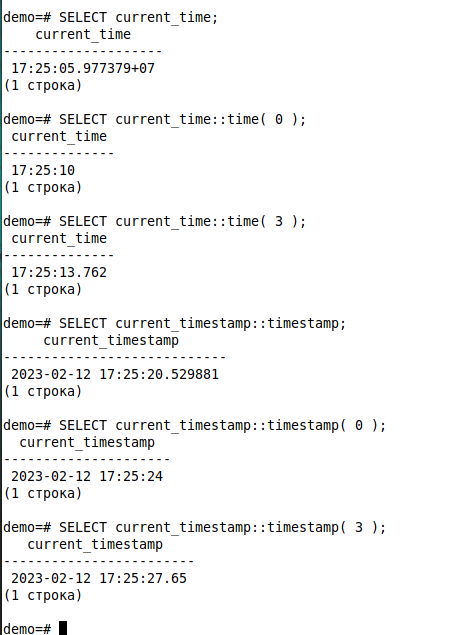 demo=# SELECT current_time;
    current_time
--------------------
 17:25:05.977379+07
(1 строка)

demo=# SELECT current_time::time( 0 );
 current_time
--------------
 17:25:10
(1 строка)

demo=# SELECT current_time::time( 3 );
 current_time
--------------
 17:25:13.762
(1 строка)

demo=# SELECT current_timestamp::timestamp;
     current_timestamp
----------------------------
 2023-02-12 17:25:20.529881
(1 строка)

demo=# SELECT current_timestamp::timestamp( 0 );
  current_timestamp
---------------------
 2023-02-12 17:25:24
(1 строка)

demo=# SELECT current_timestamp::timestamp( 3 );
   current_timestamp
------------------------
 2023-02-12 17:25:27.65
(1 строка)

demo=#